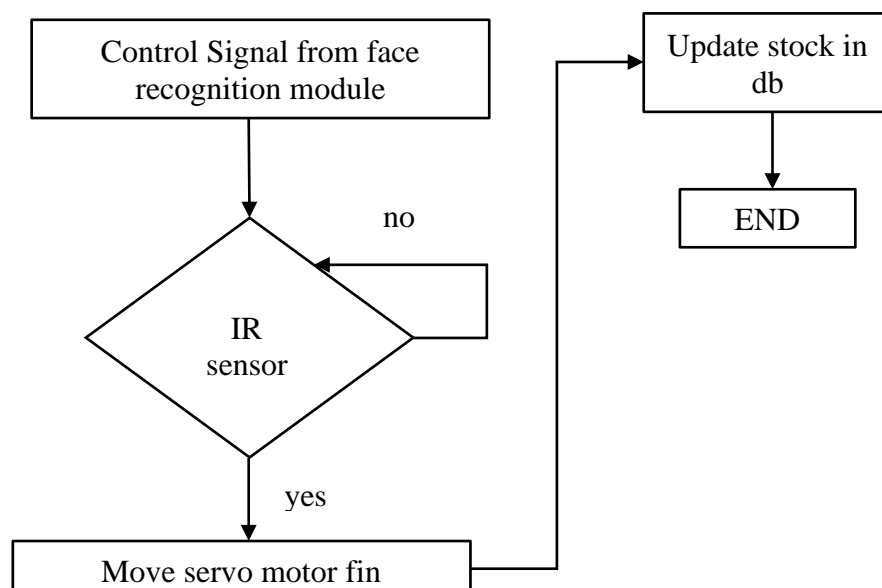 Control Signal from face
recognition module
no
IR
sensor
yes
Move servo motor fin
Update stock in
db
END